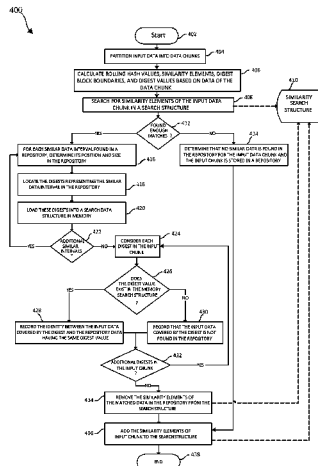 400
Start
402
PARTITION INPUT DATA INTO DATA CHUNKS
404
CALCULATE ROLLING HASH VALUES, SIMILARITY ELEMENTS, DIGEST
BLOCK BOUNDARIES, AND DIGEST VALUES BASED ON DATA OF THE
DATA CHUNK
406
SEARCH FOR SIMILARITY ELEMENTS OF THE INPUT DATA
CHUNK IN A SEARCH STRUCTURE
408
SIMILARITY
SEARCH
STRUCTURE
410
FOUND
ENOUGH
MATCHES ?
412
YES
NO
FOR EACH SIMILAR DATA INTERVAL FOUND IN A
REPOSITORY, DETERMINE ITS POSITION AND SIZE
IN THE REPOSITORY
416
DETERMINE THAT NO SIMILAR DATA IS FOUND IN
THE REPOSITORY FOR THE INPUT DATA CHUNK AND
THE INPUT CHUNK IS STORED IN A REPOSITORY
414
LOCATE THE DIGESTS REPRESENTING THE SIMILAR
DATA INTERVAL IN THE REPOSITORY
418
LOAD THESE DIGESTS INTO A SEARCH DATA
STRUCTURE IN MEMORY
420
ADDITIONAL
SIMILAR
INTERVALS
?
422
YES
NO
CONSIDER EACH
DIGEST IN THE INPUT
CHUNK
424
DOES
THE DIGEST VALUE
EXIST IN THE MEMORY
SEARCH STRUCTURE
?
426
YES
NO
428
RECORD THE IDENTITY BETWEEN THE INPUT DATA
COVERED BY THE DIGEST AND THE REPOSITORY DATA
HAVING THE SAME DIGEST VALUE
430
RECORD THAT THE INPUT DATA
COVERED BY THE DIGEST IS NOT
FOUND IN THE REPOSITORY
ADDITIONAL DIGESTS IN
THE INPUT CHUNK
?
432
YES
NO
434
REMOVE THE SIMILARITY ELEMENTS OF
THE MATCHED DATA IN THE REPOSITORY FROM THE
SEARCH STRUCTURE
436
ADD THE SIMILARITY ELEMENTS OF
INPUT CHUNK TO THE SEARCH STRUCTURE
END
438